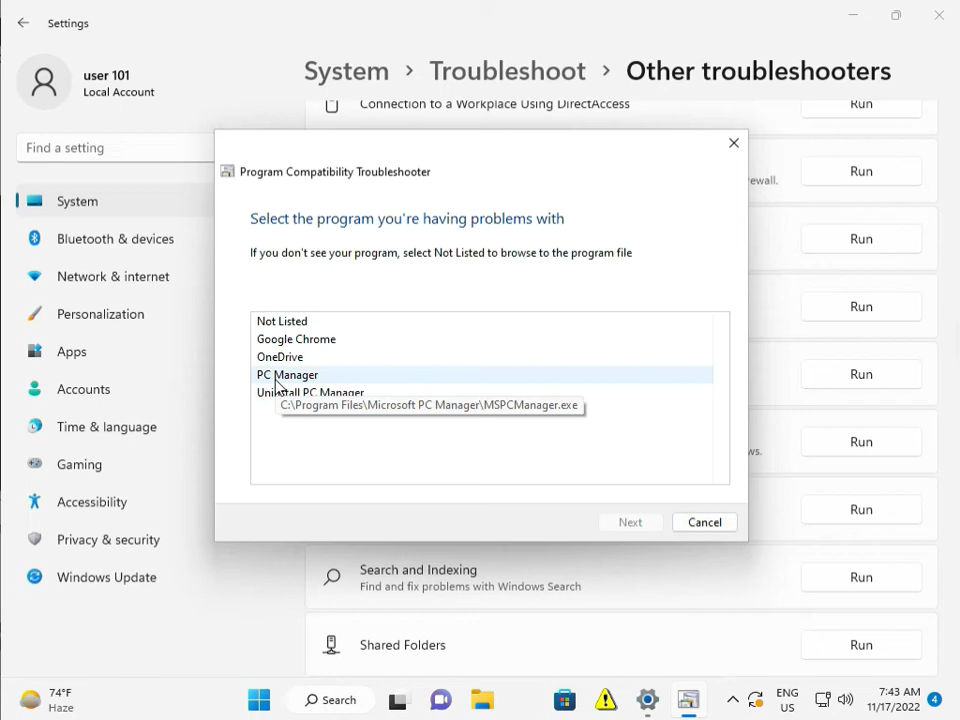 Settings
user 101
Local Account
System > Troubleshoot > Other troubleshooters
Find a setting
System
Bluetooth & devices
Network & internet
Personalization
Apps
Accounts
Time & language
Gaming
Accessibility
Privacy & security
Windows Update
Connection to a Workplace Using DirectAccess
Run
ewall.
Run
Run
Run
Run
ws.
Run
Run
Search and Indexing
Find and fix problems with Windows Search
Run
Shared Folders
Run
Program Compatibility Troubleshooter
Select the program you're having problems with
If you don't see your program, select Not Listed to browse to the program file
Not Listed
Google Chrome
OneDrive
PC Manager
Uninstall PC Manager
C:\Program Files\Microsoft PC Manager\MSPCManager.exe
Next
Cancel
74°F
Haze
Search
ENG
US
7:43 AM
11/17/2022
4